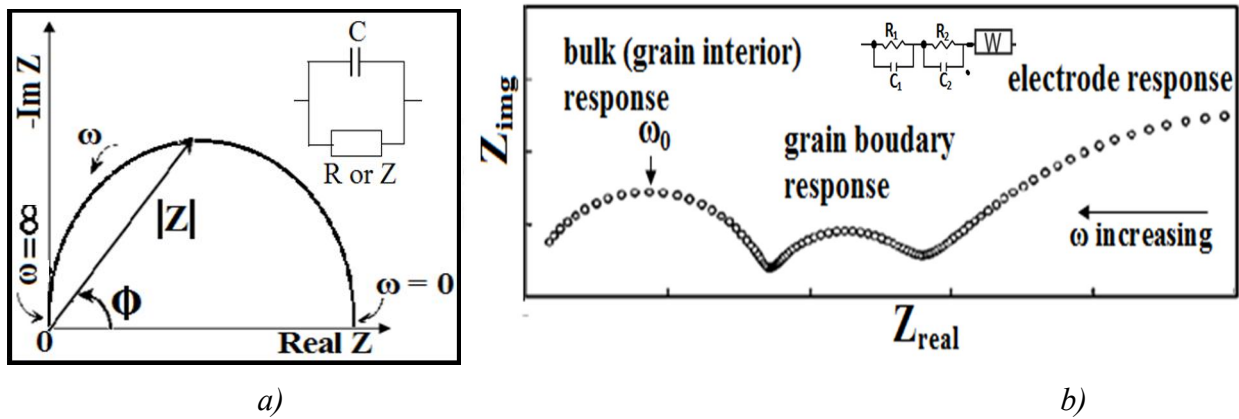 -Im Z
ω
|Z|
ω=∞
Φ
ω = 0
0
Real Z
C
R or Z
a)
Zimg
bulk (grain interior)
response
ω0
grain boudary
response
R1
R2
W
C1
C2
electrode response
ω increasing
Zreal
b)